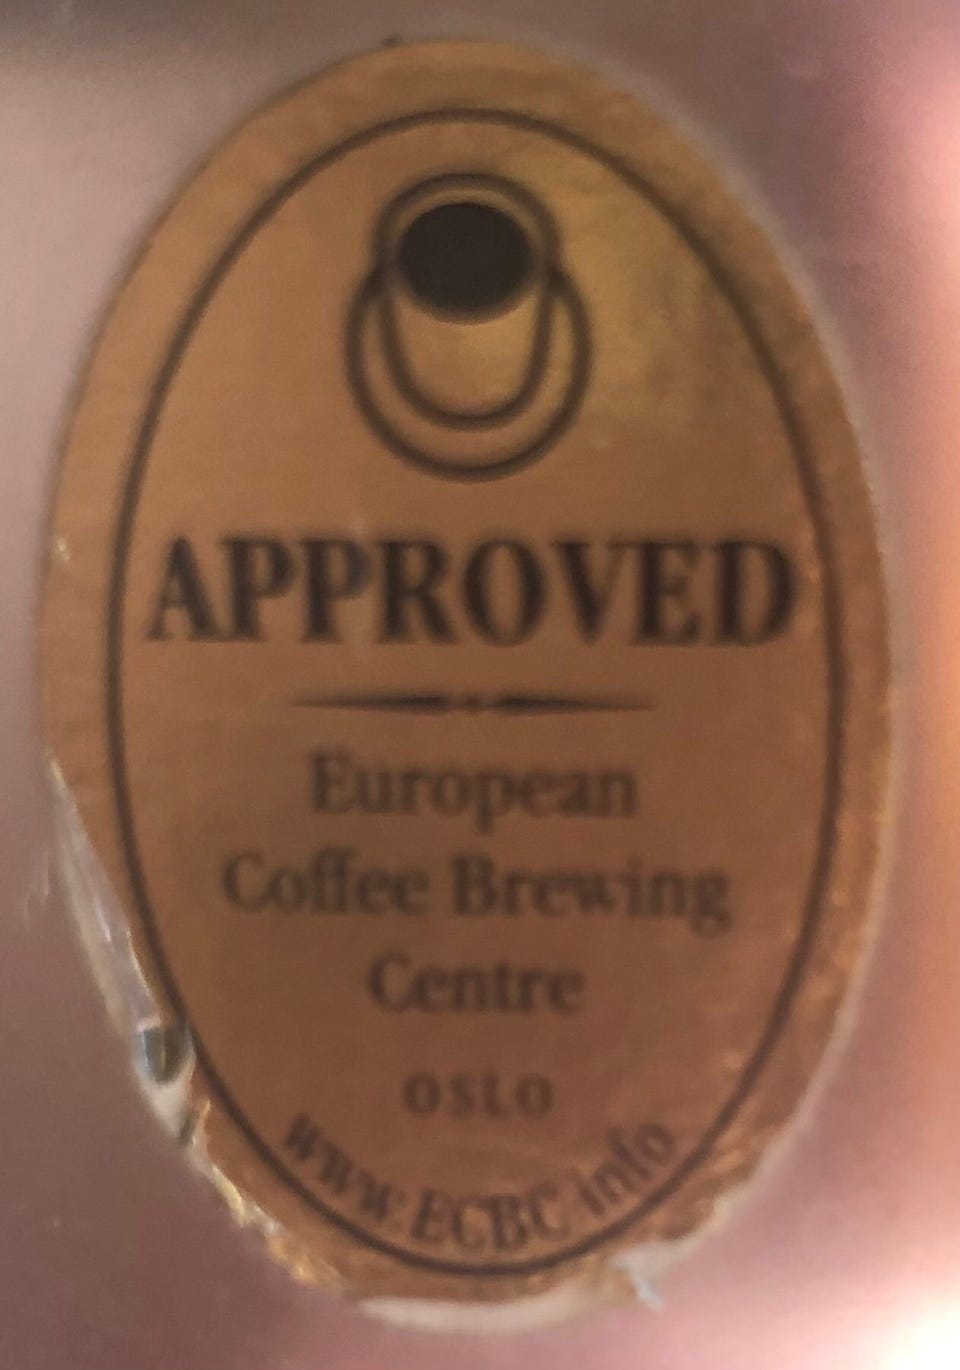 APPROVED
European
Coffee Brewing
Centre
OSLO
www.ECBC.info